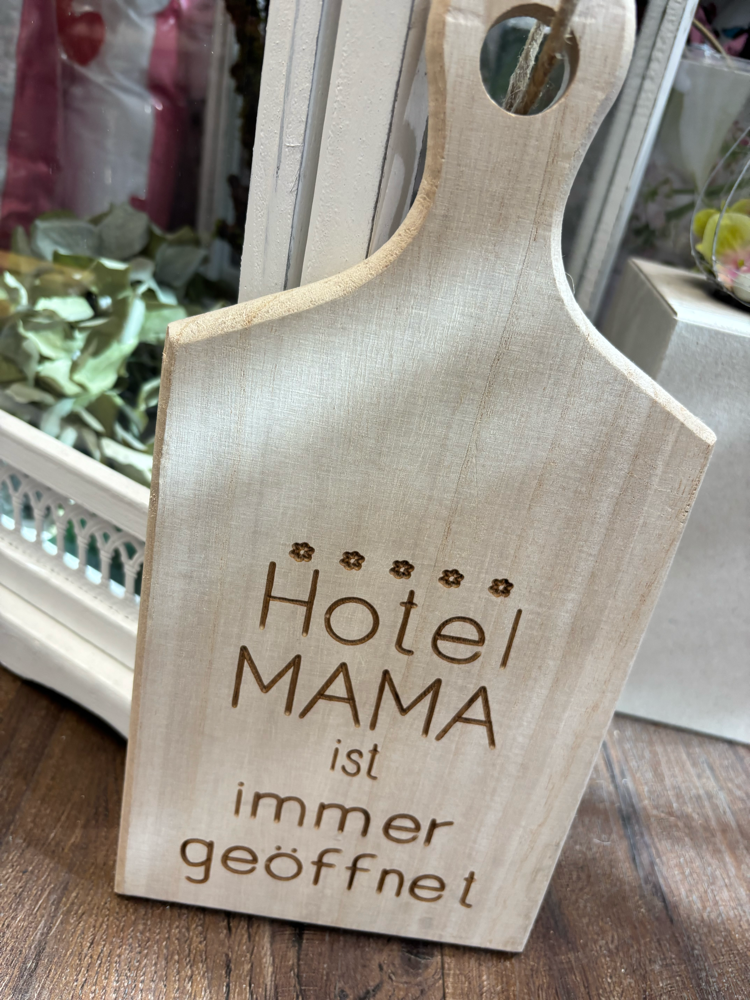 Hotel
MAMA
ist
immer
geöffnet